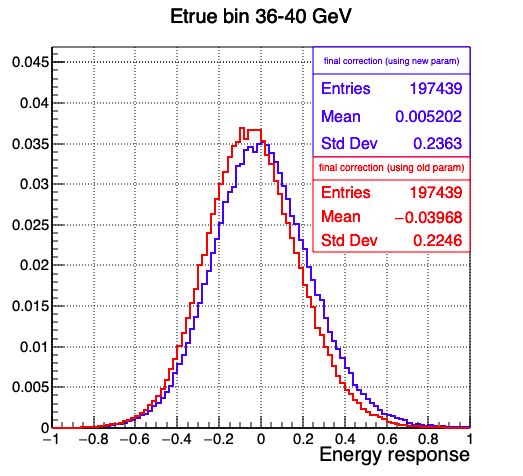 Etrue bin 36-40 GeV
final correction (using new param)
Entries 197439
Mean 0.005202
Std Dev 0.2363
final correction (using old param)
Entries 197439
Mean −0.03968
Std Dev 0.2246
0.045
0.04
0.035
0.03
0.025
0.02
0.015
0.01
0.005
0
−1 −0.8 −0.6 −0.4 −0.2 0 0.2 0.4 0.6 0.8 1
Energy response